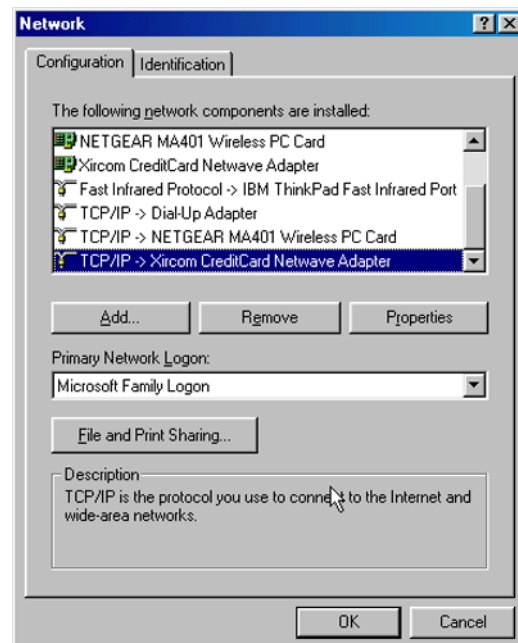 Network
Configuration Identification
The following network components are installed:
NETGEAR MA401 Wireless PC Card
Xircom CreditCard Netwave Adapter
Fast Infrared Protocol -> IBM ThinkPad Fast Infrared Port
TCP/IP -> Dial-Up Adapter
TCP/IP -> NETGEAR MA401 Wireless PC Card
TCP/IP -> Xircom CreditCard Netwave Adapter
Add... Remove Properties
Primary Network Logon:
Microsoft Family Logon
File and Print Sharing...
Description
TCP/IP is the protocol you use to connect to the Internet and
wide-area networks.
OK Cancel